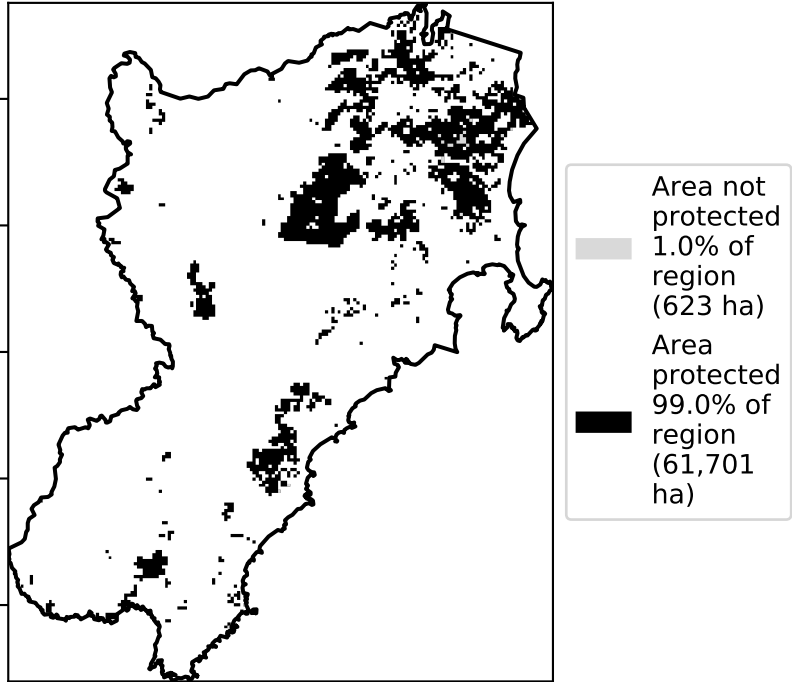 Area not
protected
1.0% of
region
(623 ha)
Area
protected
99.0% of
region
(61,701
ha)